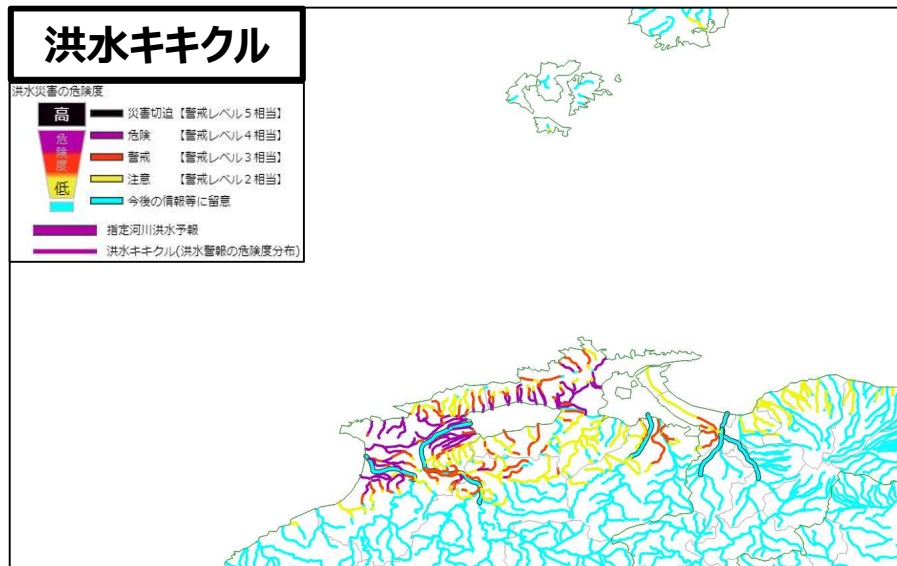 洪水キキクル
洪水災害の危険度
高
危険度
低
災害切迫【警戒レベル5相当】
危険 【警戒レベル4相当】
警戒 【警戒レベル3相当】
注意 【警戒レベル2相当】
今後の情報等に留意
指定河川洪水予報
洪水キキクル(洪水警報の危険度分布)